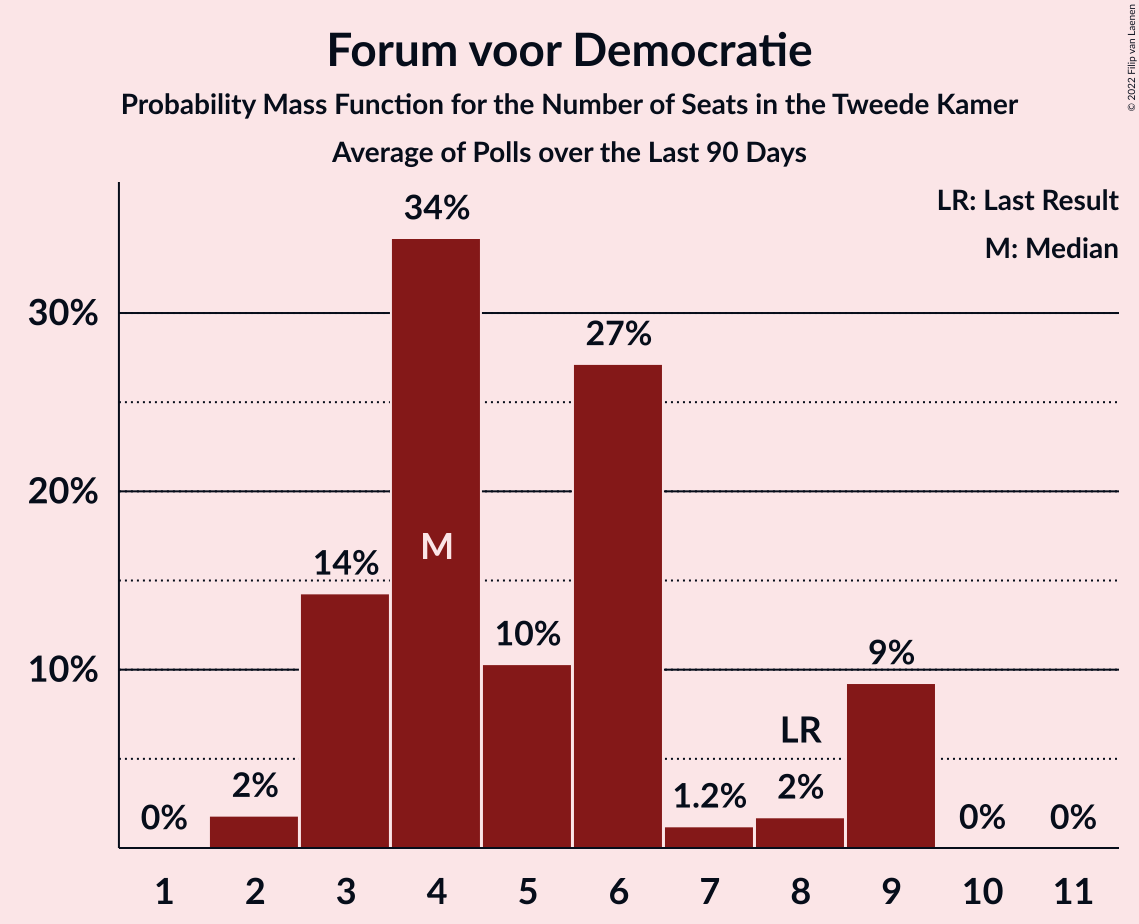 Forum voor Democratie
Probability Mass Function for the Number of Seats in the Tweede Kamer
Average of Polls over the Last 90 Days
© 2022 Filip van Laenen
LR: Last Result
M: Median
34%
30%
27%
20%
M
14%
10%
10%
9%
LR
2%
1.2%
2%
0%
0%
0%
1 2 3 4 5 6 7 8 9 10 11